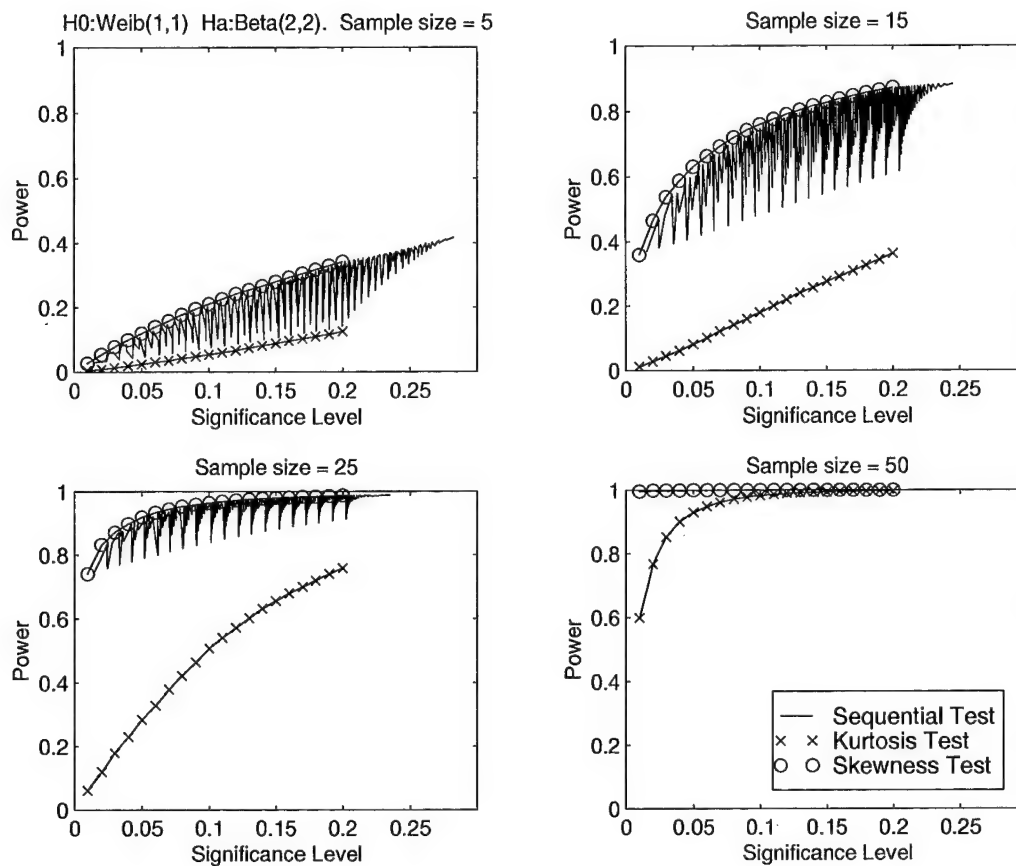 H0:Weib(1,1) Ha:Beta(2,2). Sample size = 5
1
0.8
0.6
0.4
0.2
0
Power
0 0.05 0.1 0.15 0.2 0.25
Significance Level
Sample size = 15
1
0.8
0.6
0.4
0.2
0
Power
0 0.05 0.1 0.15 0.2 0.25
Significance Level
Sample size = 25
1
0.8
0.6
0.4
0.2
0
Power
0 0.05 0.1 0.15 0.2 0.25
Significance Level
Sample size = 50
1
0.8
0.6
0.4
0.2
0
Power
0 0.05 0.1 0.15 0.2 0.25
Significance Level
Sequential Test
Kurtosis Test
Skewness Test